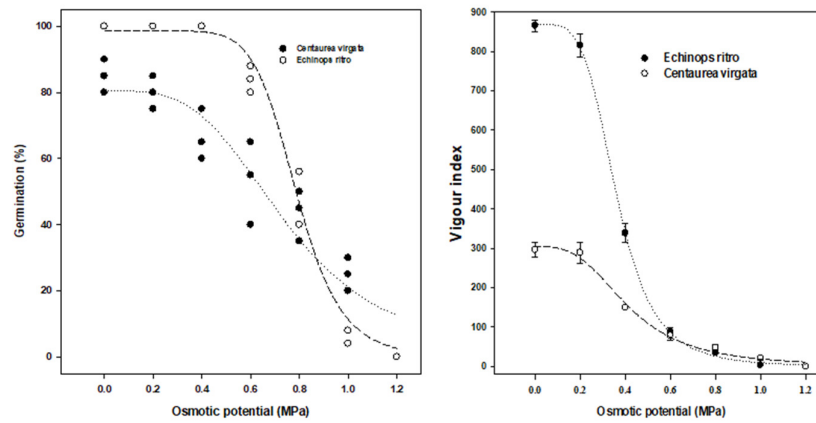 100
80
60
40
20
0
Germination (%)
Centaurea virgata
Echinops ritro
0.0 0.2 0.4 0.6 0.8 1.0 1.2
Osmotic potential (MPa)
900
800
700
600
500
400
300
200
100
0
Vigour index
Echinops ritro
Centaurea virgata
0.0 0.2 0.4 0.6 0.8 1.0 1.2
Osmotic potential (MPa)